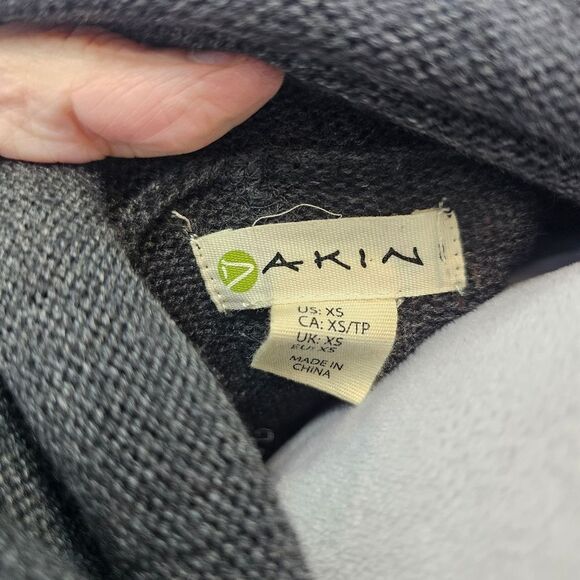 AKIN
US: XS
CA: XS/TP
UK: XS
EU: XS
MADE IN
CHINA